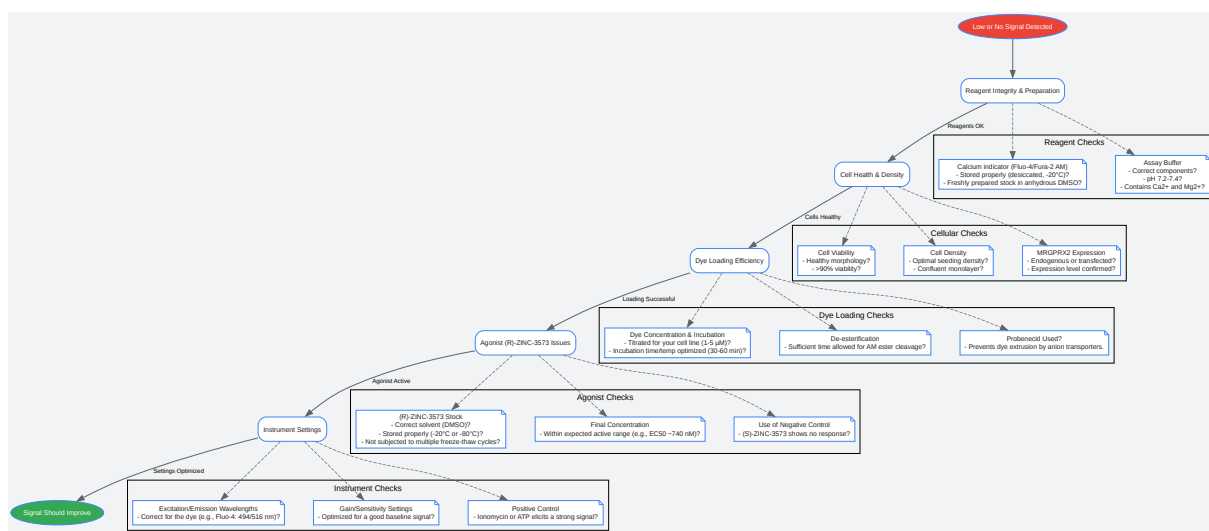 Low or No Signal Detected
Reagent Integrity & Preparation
Reagents OK
Reagent Checks
Calcium indicator (Fluo-4/Fura-2 AM)
- Stored properly (desiccated, -20°C)?
- Freshly prepared stock in anhydrous DMSO?
Assay Buffer
- Correct components?
- pH 7.2-7.4?
- Contains Ca2+ and Mg2+?
Cell Health & Density
Cells Healthy
Cellular Checks
Cell Viability
- Healthy morphology?
- >90% viability?
Cell Density
- Optimal seeding density?
- Confluent monolayer?
MRGPRX2 Expression
- Endogenous or transfected?
- Expression level confirmed?
Dye Loading Efficiency
Loading Successful
Dye Loading Checks
Dye Concentration & Incubation
- Titrated for your cell line (1-5 µM)?
- Incubation time/temp optimized (30-60 min)?
De-esterification
- Sufficient time allowed for AM ester cleavage?
Probenecid Used?
- Prevents dye extrusion by anion transporters.
Agonist (R)-ZINC-3573 Issues
Agonist Active
Agonist Checks
(R)-ZINC-3573 Stock
- Correct solvent (DMSO)?
- Stored properly (-20°C or -80°C)?
- Not subjected to multiple freeze-thaw cycles?
Final Concentration
- Within expected active range (e.g., EC50 ~740 nM)?
Use of Negative Control
- (S)-ZINC-3573 shows no response?
Instrument Settings
Settings Optimized
Instrument Checks
Excitation/Emission Wavelengths
- Correct for the dye (e.g., Fluo-4: 494/516 nm)?
Gain/Sensitivity Settings
- Optimized for a good baseline signal?
Positive Control
- Ionomycin or ATP elicits a strong signal?
Signal Should Improve